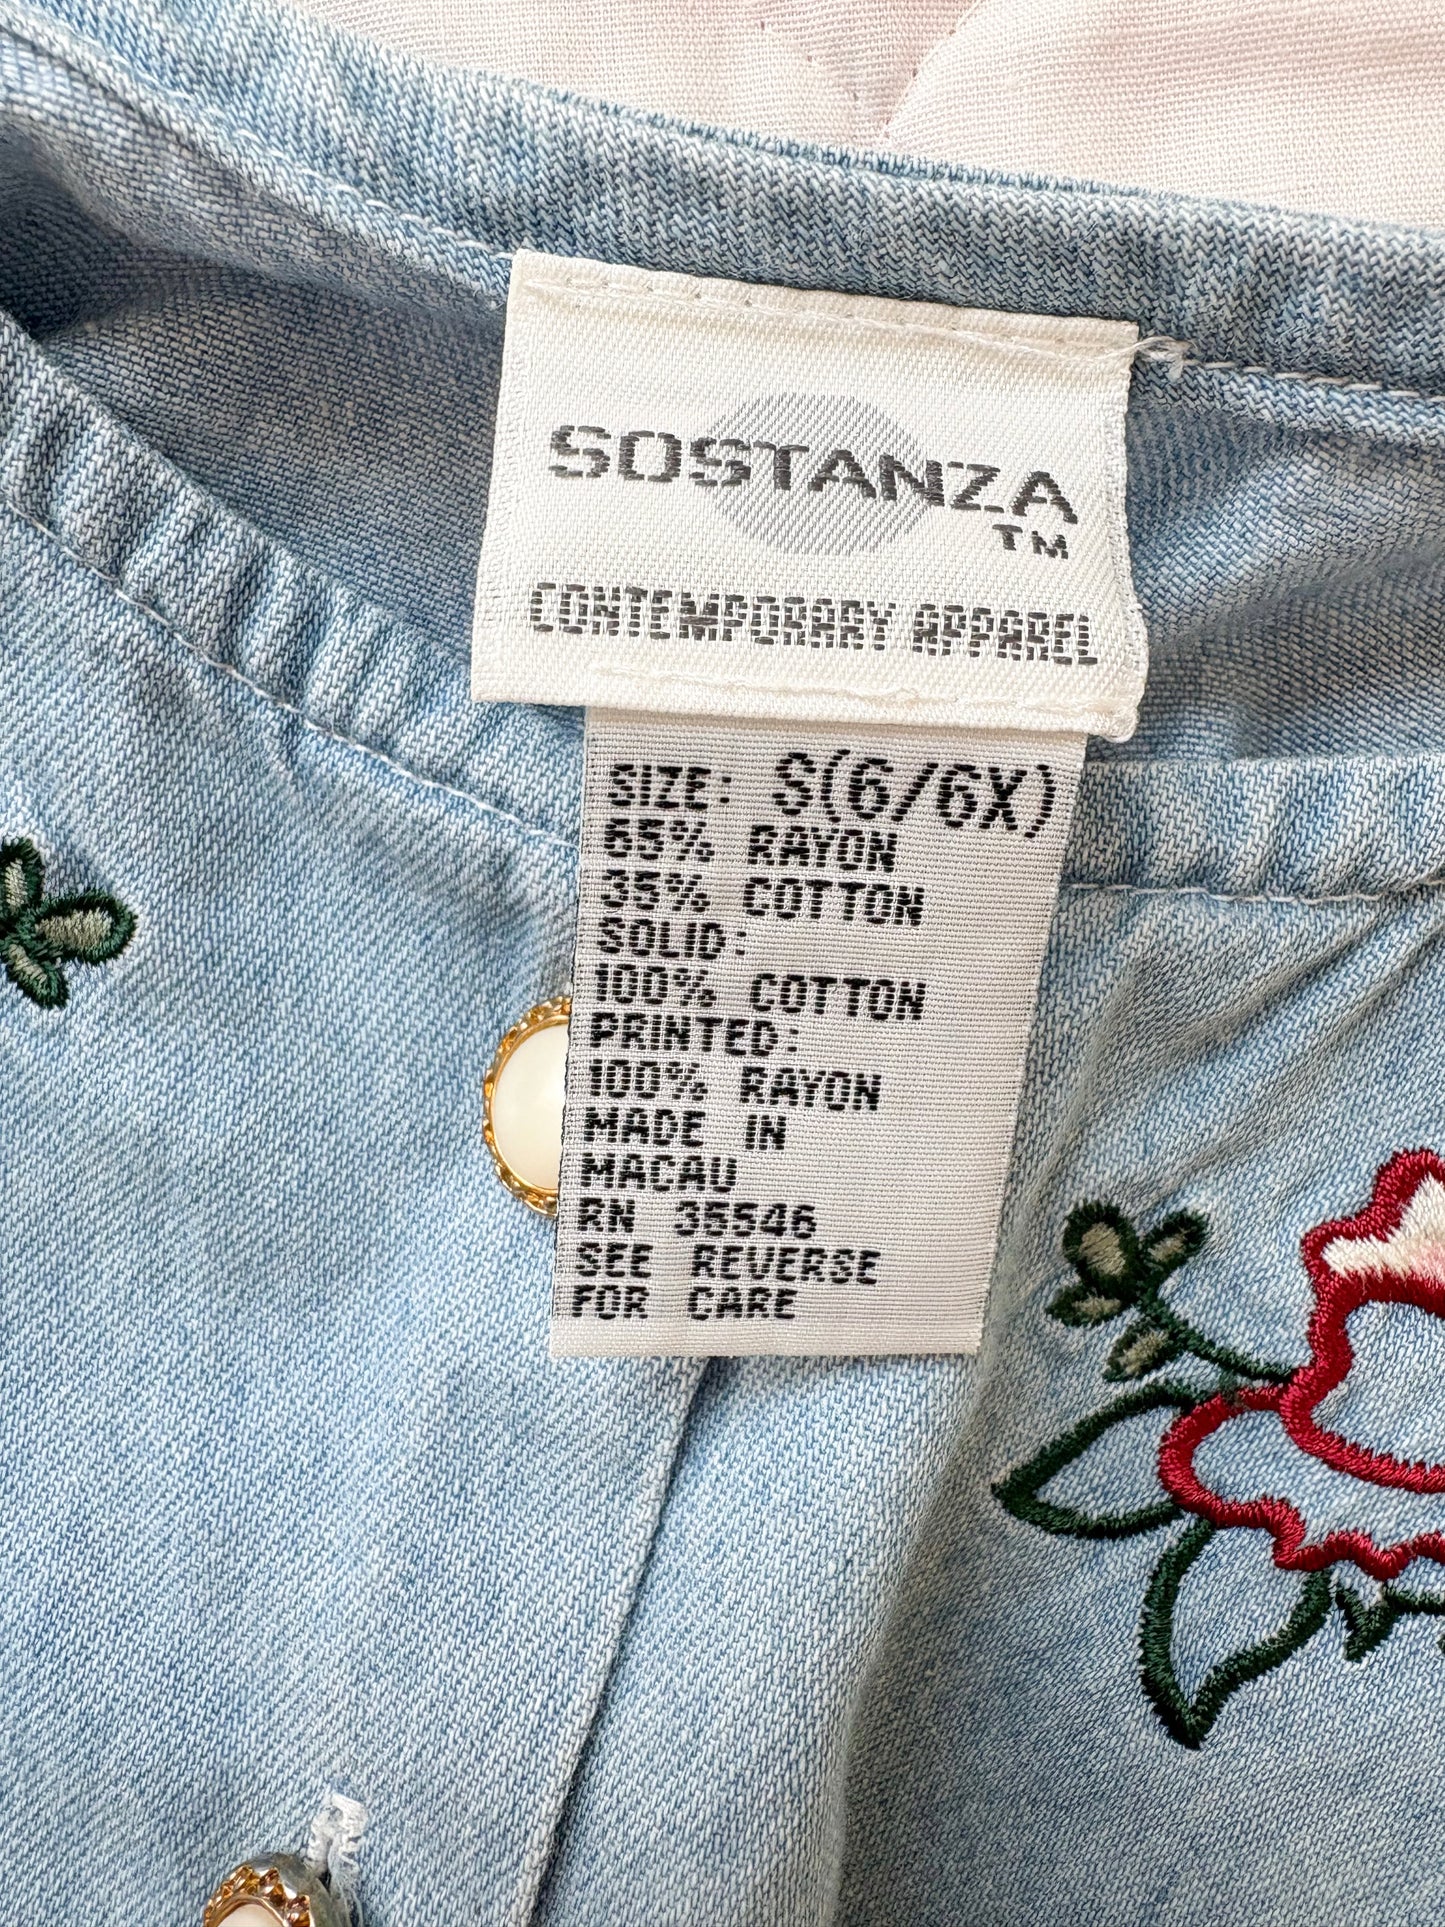 SOSTANZA
TM
CONTEMPORARY APPAREL
SIZE: S(6/6X)
65% RAYON
35% COTTON
SOLID:
100% COTTON
PRINTED:
100% RAYON
MADE IN
MACAU
RN 35546
SEE REVERSE
FOR CARE